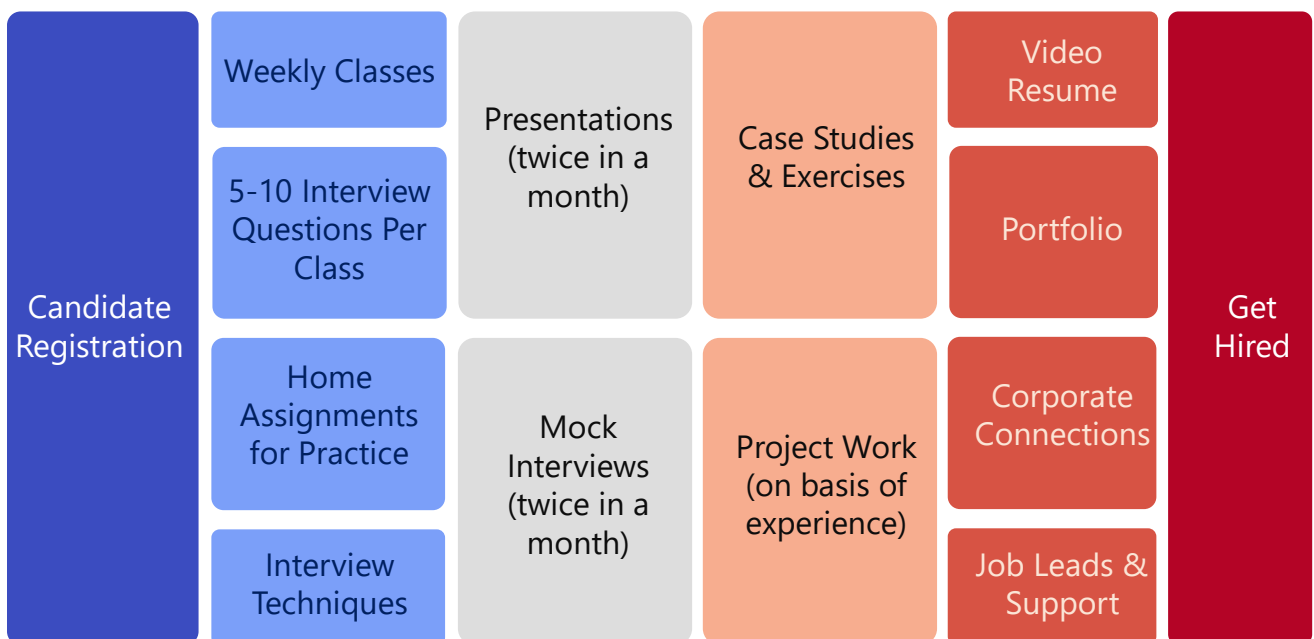 Candidate
Registration
Weekly Classes
5-10 Interview
Questions Per
Class
Home
Assignments
for Practice
Interview
Techniques
Presentations
(twice in a
month)
Mock
Interviews
(twice in a
month)
Case Studies
& Exercises
Project Work
(on basis of
experience)
Video
Resume
Portfolio
Corporate
Connections
Job Leads &
Support
Get
Hired